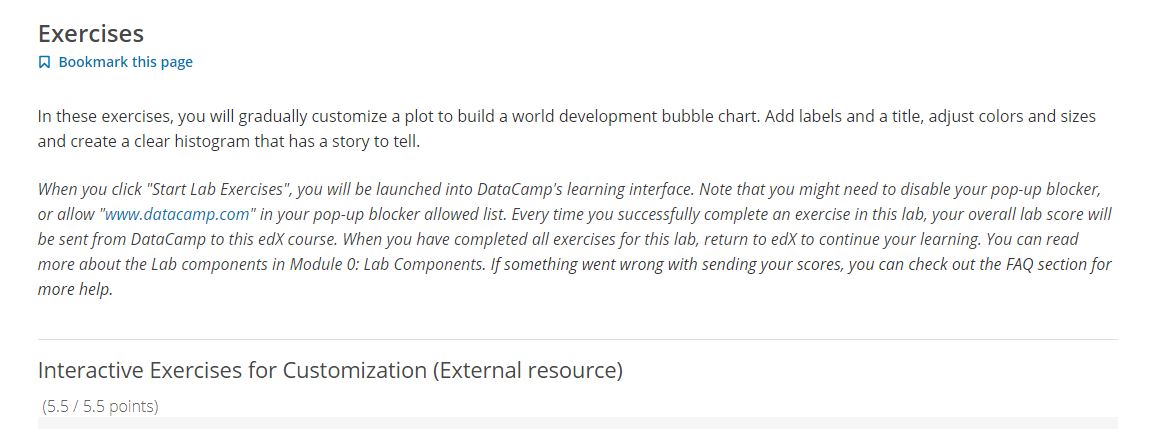 Exercises
Bookmark this page
In these exercises, you will gradually customize a plot to build a world development bubble chart. Add labels and a title, adjust colors and sizes
and create a clear histogram that has a story to tell.
When you click "Start Lab Exercises", you will be launched into DataCamp's learning interface. Note that you might need to disable your pop-up blocker,
or allow "www.datacamp.com" in your pop-up blocker allowed list. Every time you successfully complete an exercise in this lab, your overall lab score will
be sent from DataCamp to this edX course. When you have completed all exercises for this lab, return to edX to continue your learning. You can read
more about the Lab components in Module 0: Lab Components. If something went wrong with sending your scores, you can check out the FAQ section for
more help.
Interactive Exercises for Customization (External resource)
(5.5 / 5.5 points)